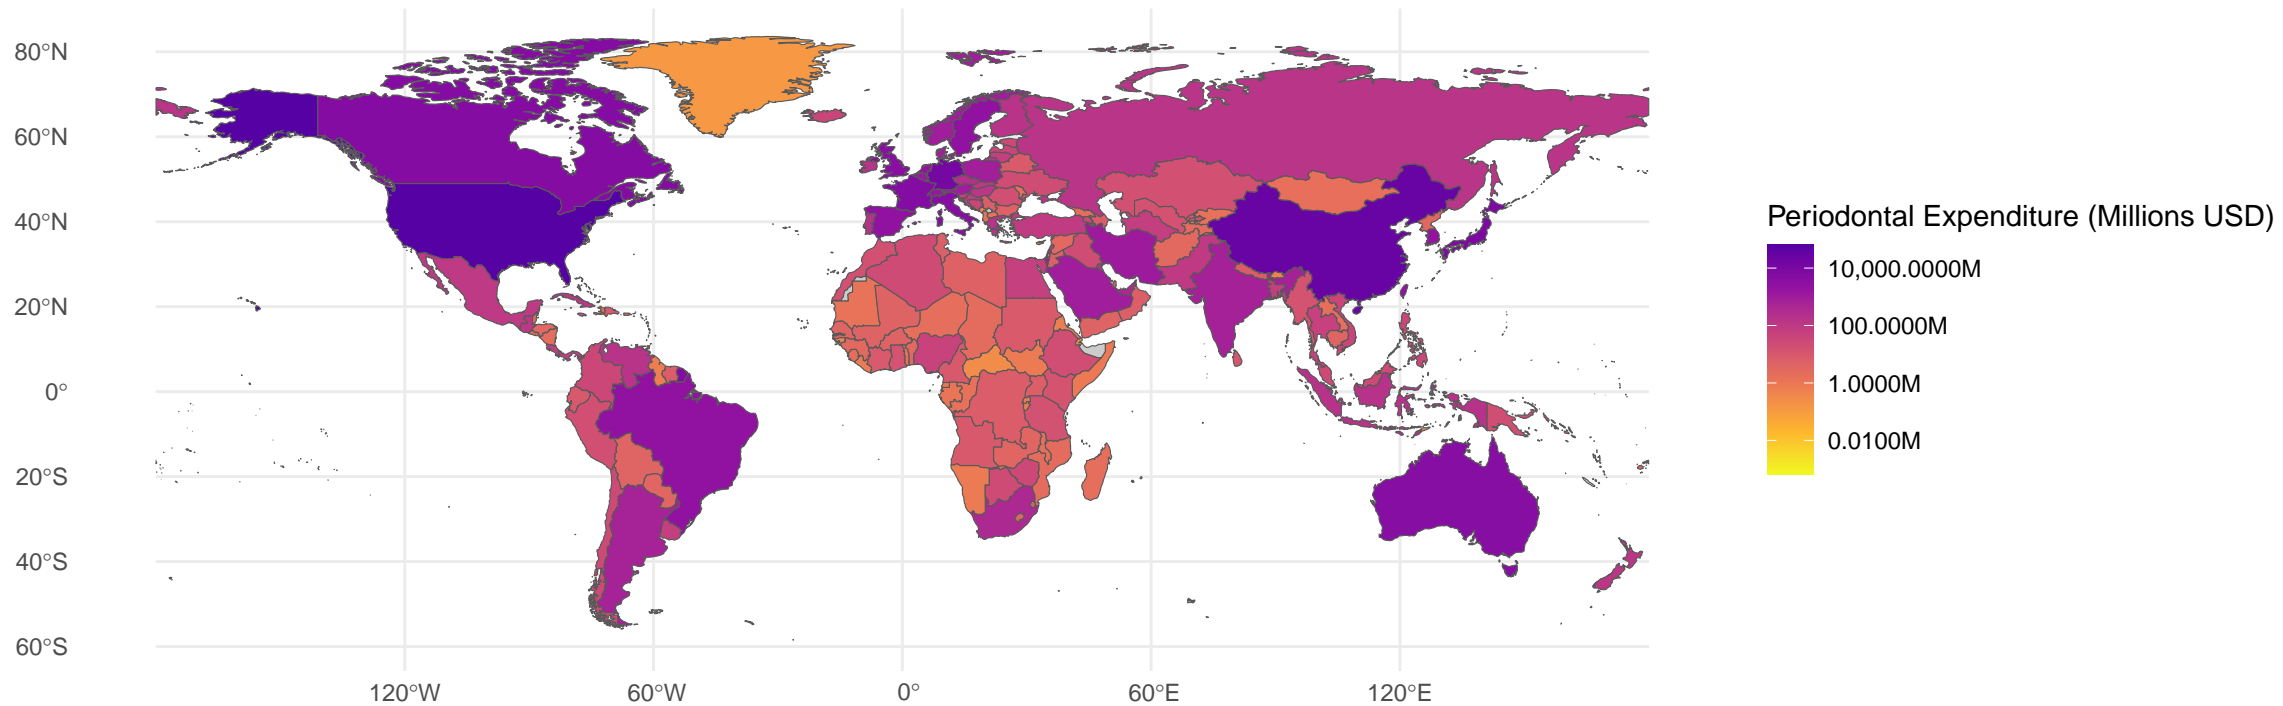 80°N
60°N
40°N
20°N
0°
20°S
40°S
60°S
120°W
60°W
0°
60°E
120°E
Periodontal Expenditure (Millions USD)
10,000.0000M
100.0000M
1.0000M
0.0100M